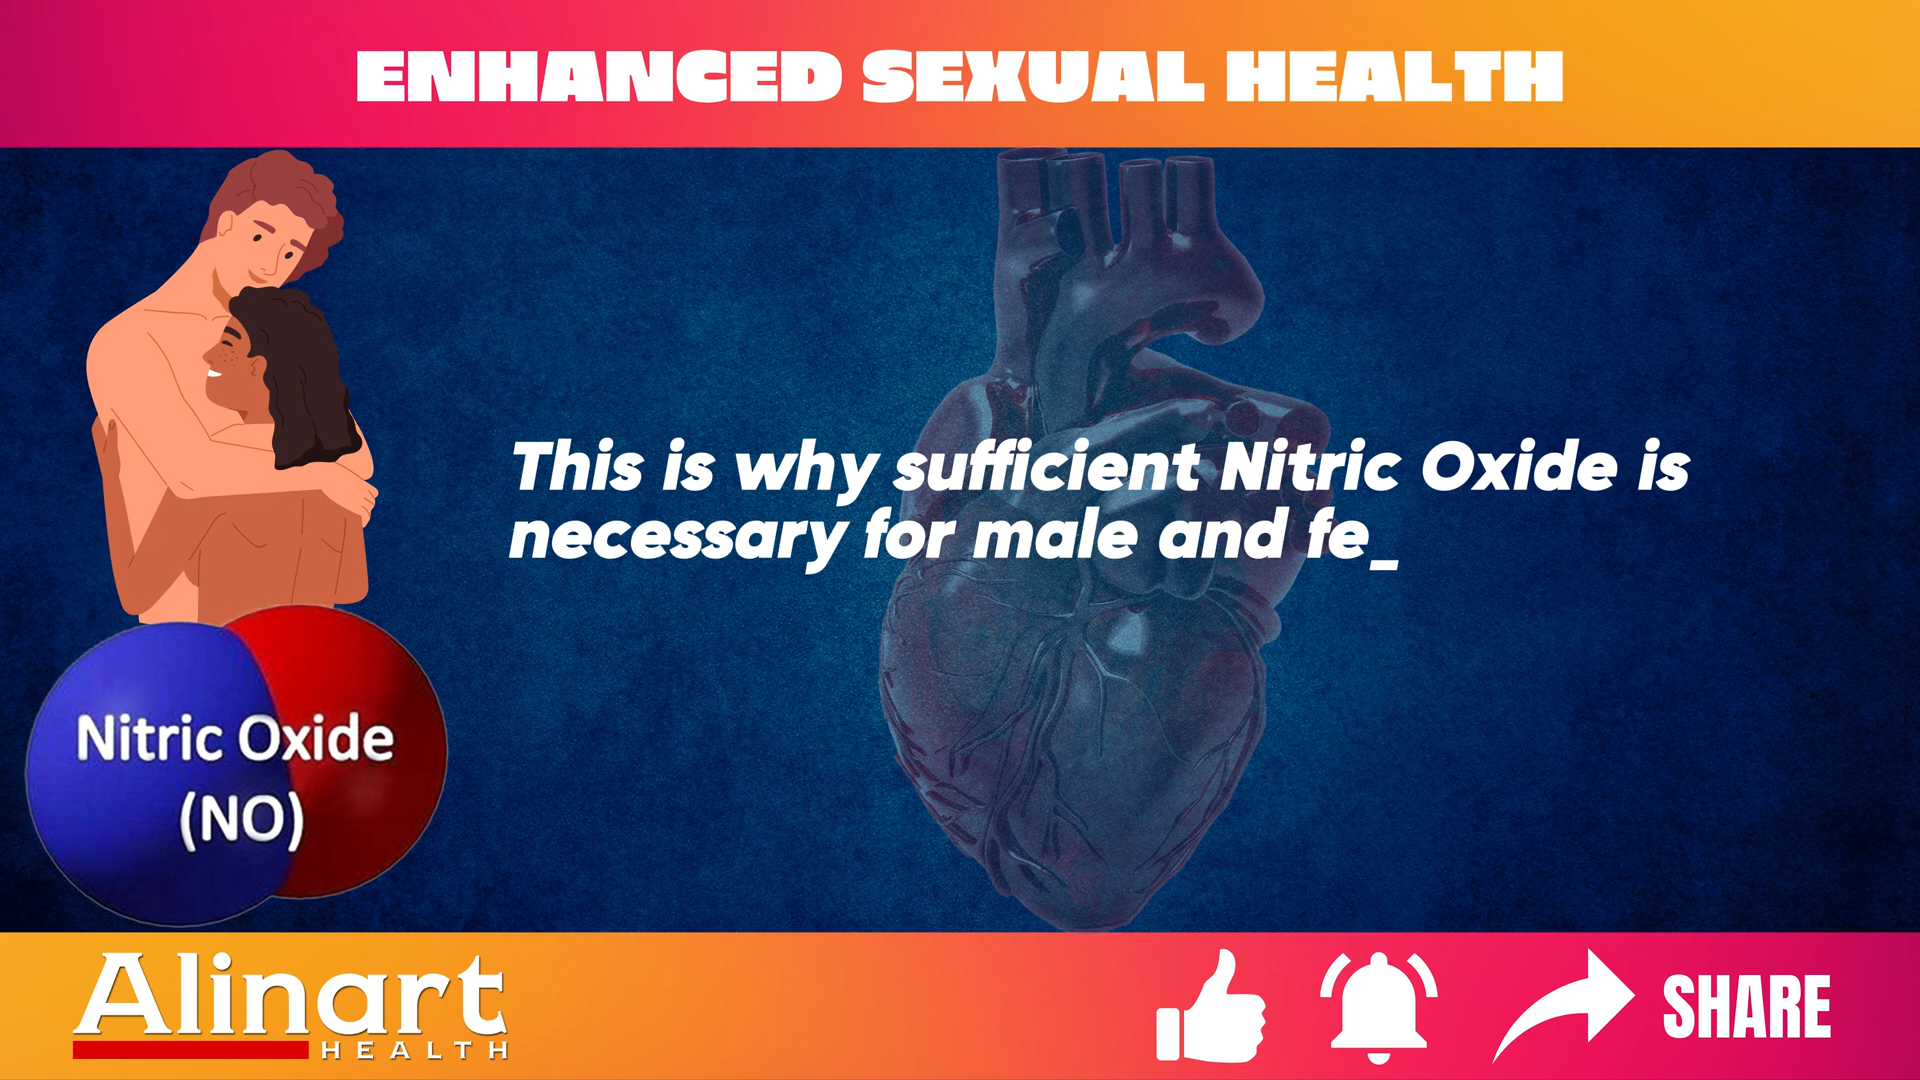 ENHANCED SEXUAL HEALTH
This is why sufficient Nitric Oxide is
necessary for male and fe_
Nitric Oxide
(NO)
Alinart
HEALTH
SHARE